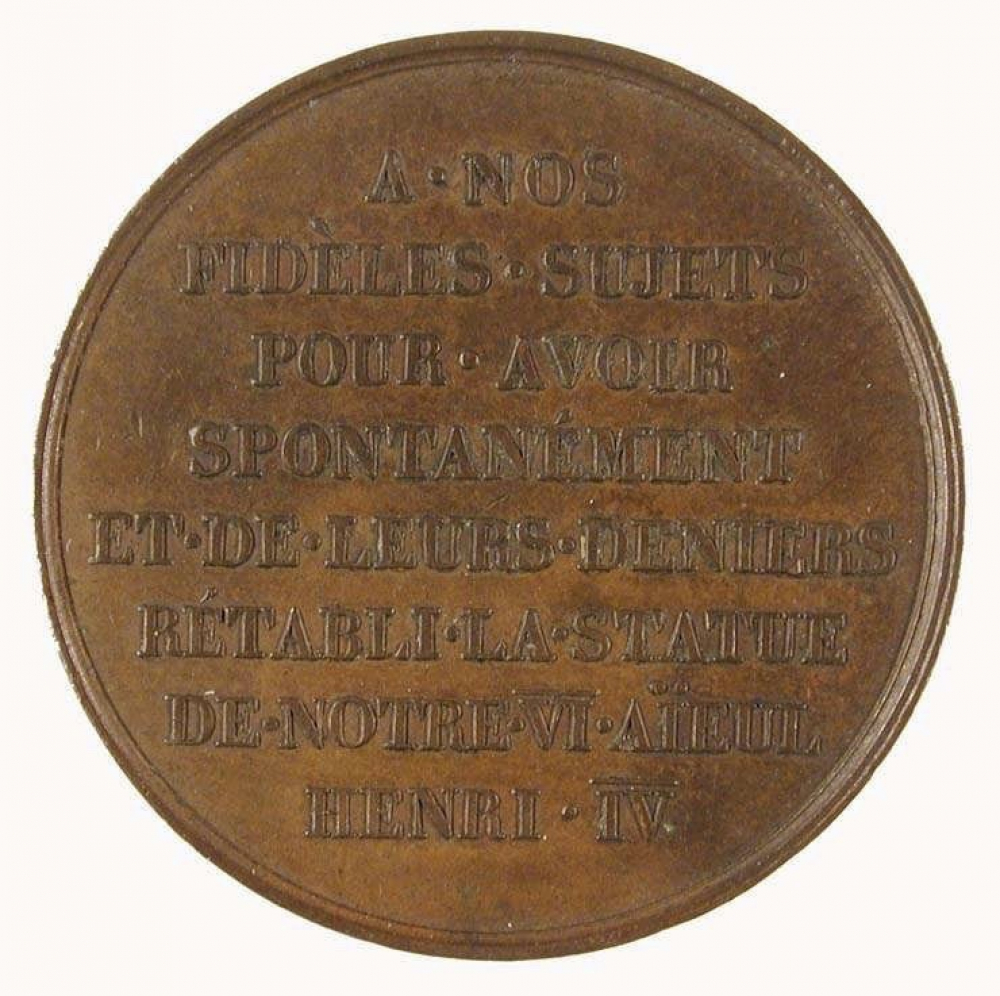 A·NOS
FIDÈLES·SUJETS
POUR·AVOIR
SPONTANÉMENT
ET·DE·LEURS·DENIERS
RÉTABLI·LA·STATUE
DE·NOTRE·VI·AÏEUL
HENRI·IV